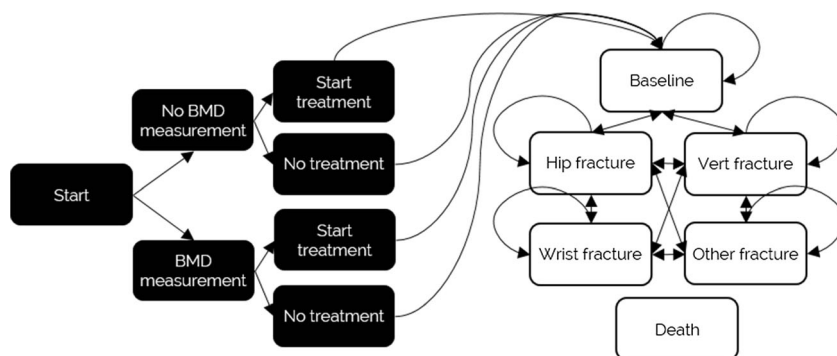 Start
No BMD
measurement
BMD
measurement
Start
treatment
No treatment
Start
treatment
No treatment
Baseline
Hip fracture
Vert fracture
Wrist fracture
Other fracture
Death